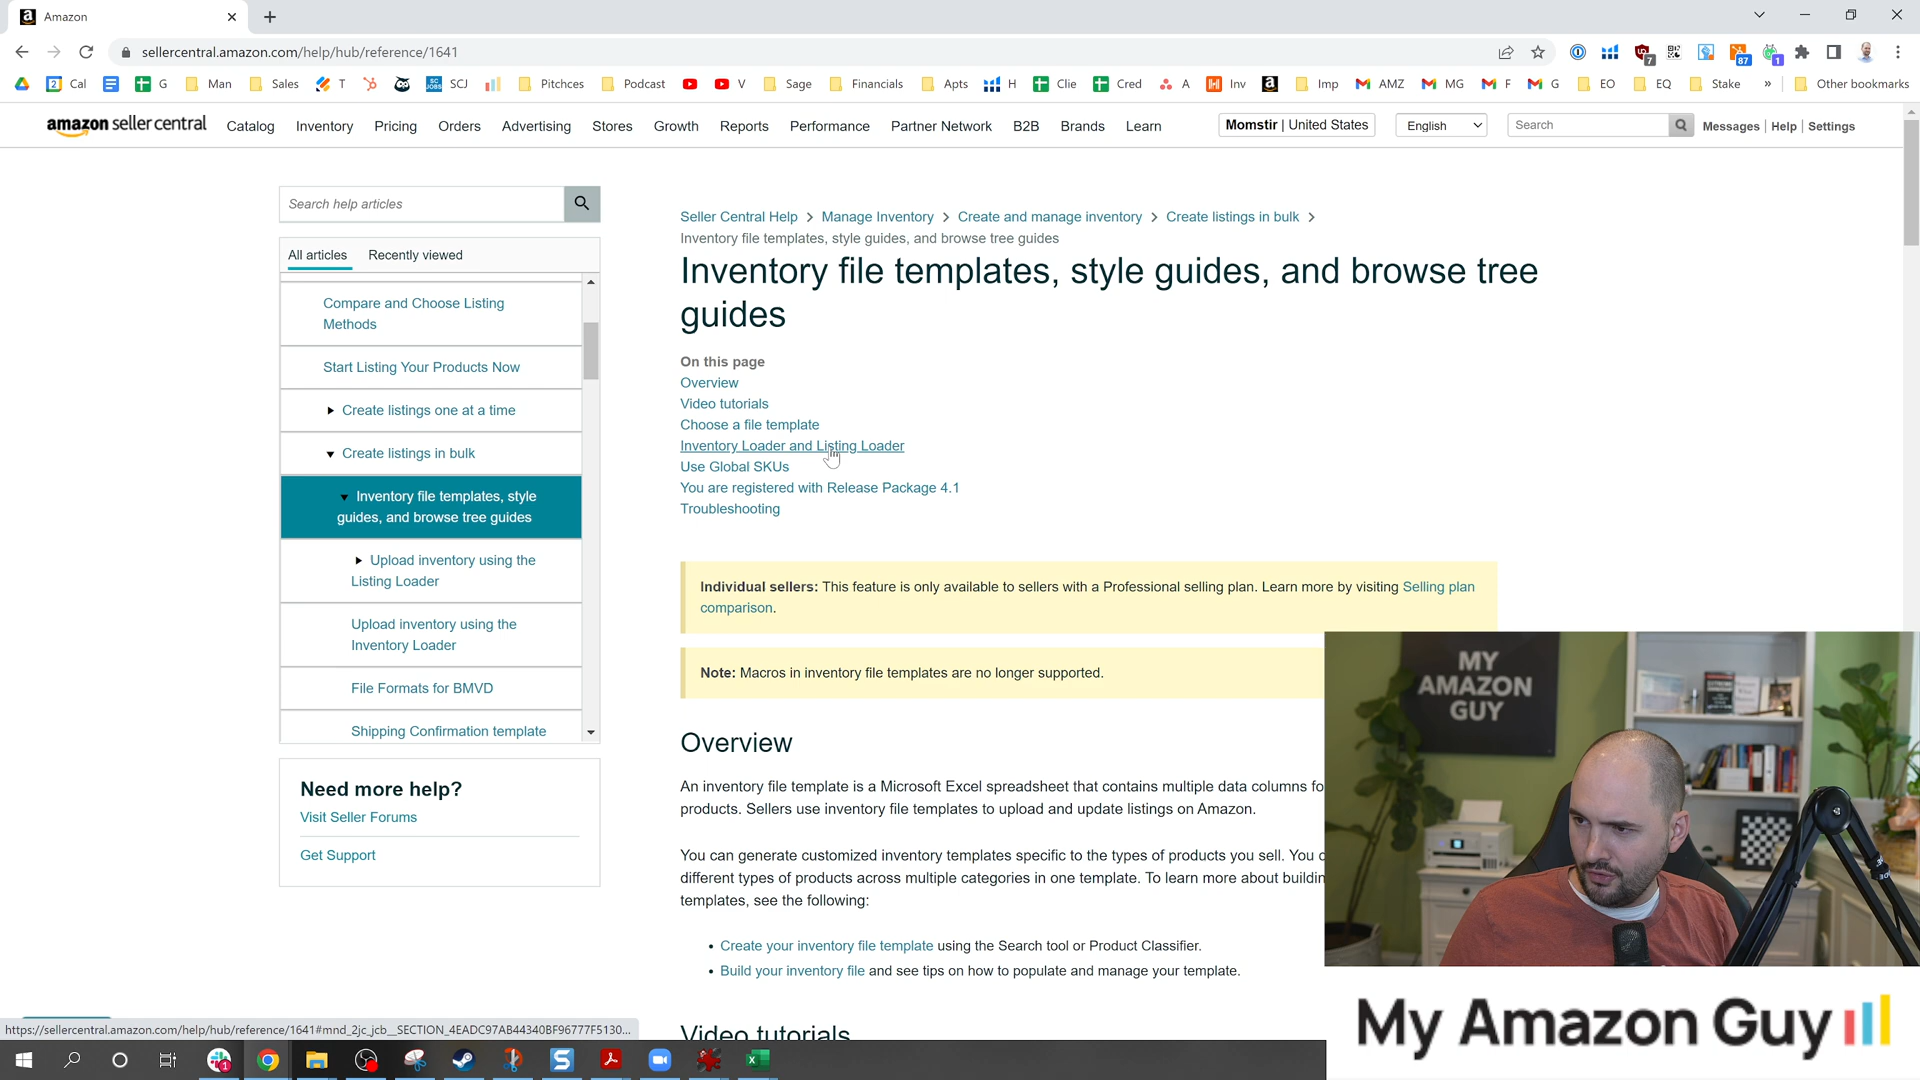 Amazon
sellercentral.amazon.com/help/hub/reference/1641
7
87
1
Cal
G
Man
Sales
T
SCJ
Pitchces
Podcast
V
Sage
Financials
Apts
H
Clie
Cred
A
Inv
Imp
AMZ
MG
F
G
EO
EQ
Stake
»
Other bookmarks
amazon seller central
Catalog
Inventory
Pricing
Orders
Advertising
Stores
Growth
Reports
Performance
Partner Network
B2B
Brands
Learn
Momstir | United States
English
Search
Messages | Help | Settings
Search help articles
All articles
Recently viewed
Compare and Choose Listing
Methods
Start Listing Your Products Now
Create listings one at a time
Create listings in bulk
Inventory file templates, style
guides, and browse tree guides
Upload inventory using the
Listing Loader
Upload inventory using the
Inventory Loader
File Formats for BMVD
Shipping Confirmation template
Need more help?
Visit Seller Forums
Get Support
Seller Central Help > Manage Inventory > Create and manage inventory > Create listings in bulk >
Inventory file templates, style guides, and browse tree guides
Inventory file templates, style guides, and browse tree
guides
On this page
Overview
Video tutorials
Choose a file template
Inventory Loader and Listing Loader
Use Global SKUs
You are registered with Release Package 4.1
Troubleshooting
Individual sellers: This feature is only available to sellers with a Professional selling plan. Learn more by visiting Selling plan
comparison.
Note: Macros in inventory file templates are no longer supported.
Overview
An inventory file template is a Microsoft Excel spreadsheet that contains multiple data columns fo
products. Sellers use inventory file templates to upload and update listings on Amazon.
You can generate customized inventory templates specific to the types of products you sell. You c
different types of products across multiple categories in one template. To learn more about buildin
templates, see the following:
• Create your inventory file template using the Search tool or Product Classifier.
• Build your inventory file and see tips on how to populate and manage your template.
Video tutorials
https://sellercentral.amazon.com/help/hub/reference/1641#mnd_2jc_jcb__SECTION_4EADC97AB44340BF96777F5130...
MY
AMAZON
GUY
My Amazon Guy